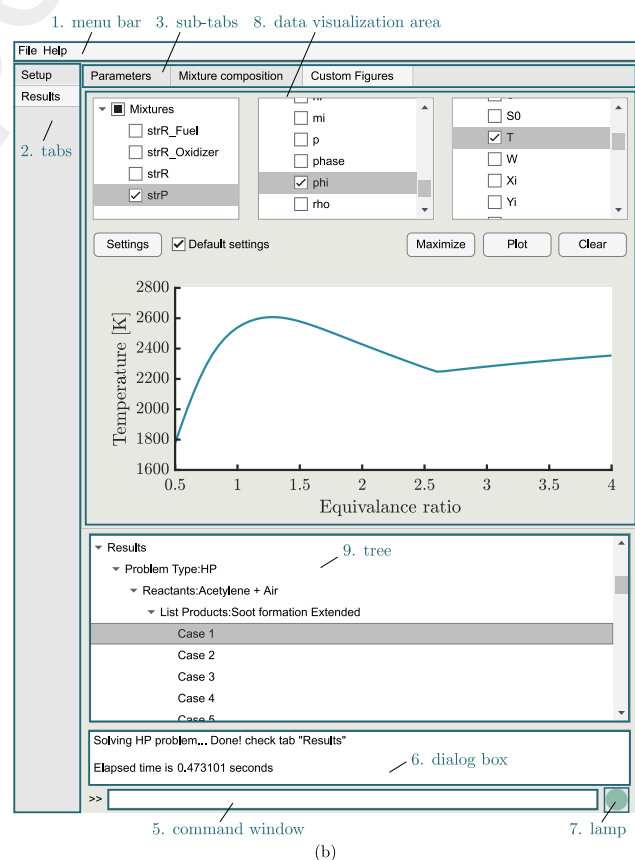 1. menu bar 3. sub-tabs 8. data visualization area
File Help
Setup
Results
2. tabs
Parameters Mixture composition Custom Figures
Mixtures
strR_Fuel
strR_Oxidizer
strR
strP
mi
p
phase
phi
rho
S0
T
W
Xi
Yi
Settings Default settings Maximize Plot Clear
Temperature [K]
2800
2600
2400
2200
2000
1800
1600
0.5 1 1.5 2 2.5 3 3.5 4
Equivalance ratio
Results
9. tree
Problem Type:HP
Reactants:Acetylene + Air
List Products:Soot formation Extended
Case 1
Case 2
Case 3
Case 4
Case 5
Solving HP problem... Done! check tab "Results"
Elapsed time is 0.473101 seconds
6. dialog box
>>
5. command window 7. lamp
(b)